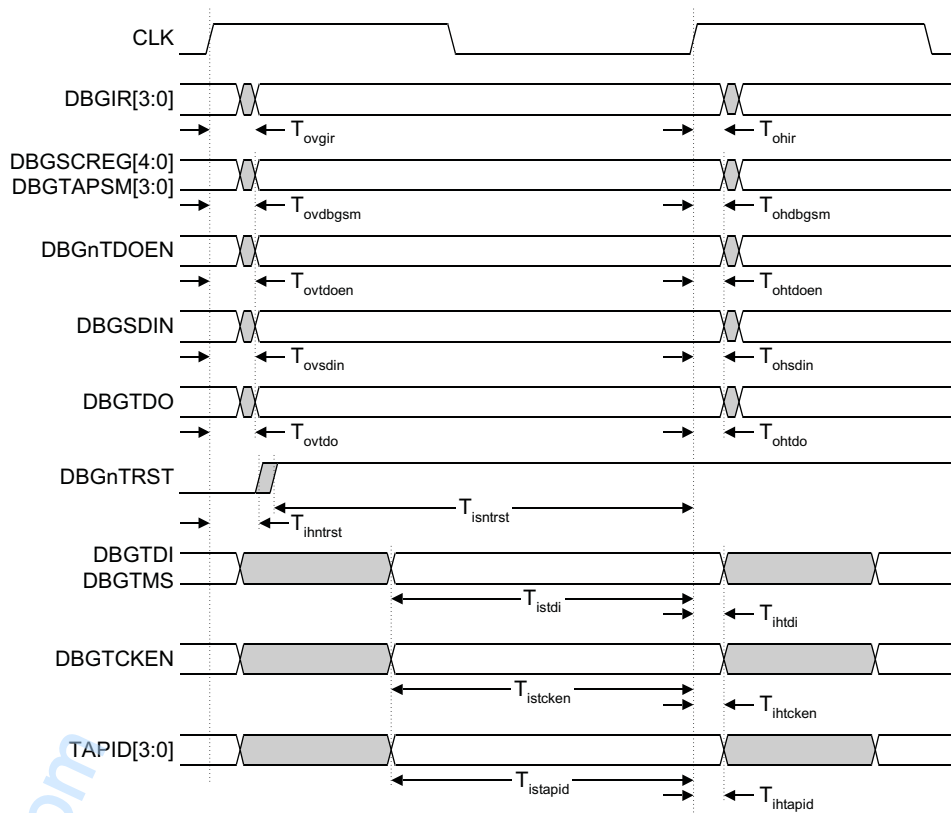 CLK
DBGIR[3:0]
Tovgir
Tohir
DBGSCREG[4:0]
DBGTAPSM[3:0]
Tovdbgsm
Tohdbgsm
DBGnTDOEN
Tovtdoen
Tohtdoen
DBGSDIN
Tovsdin
Tohsdin
DBGTDO
Tovtdo
Tohtdo
DBGnTRST
Tisntrst
Tihntrst
DBGTDI
DBGTMS
Tistdi
Tihtdi
DBGTCKEN
Tistcken
Tihtcken
TAPID[3:0]
Tistapid
Tihtapid
om